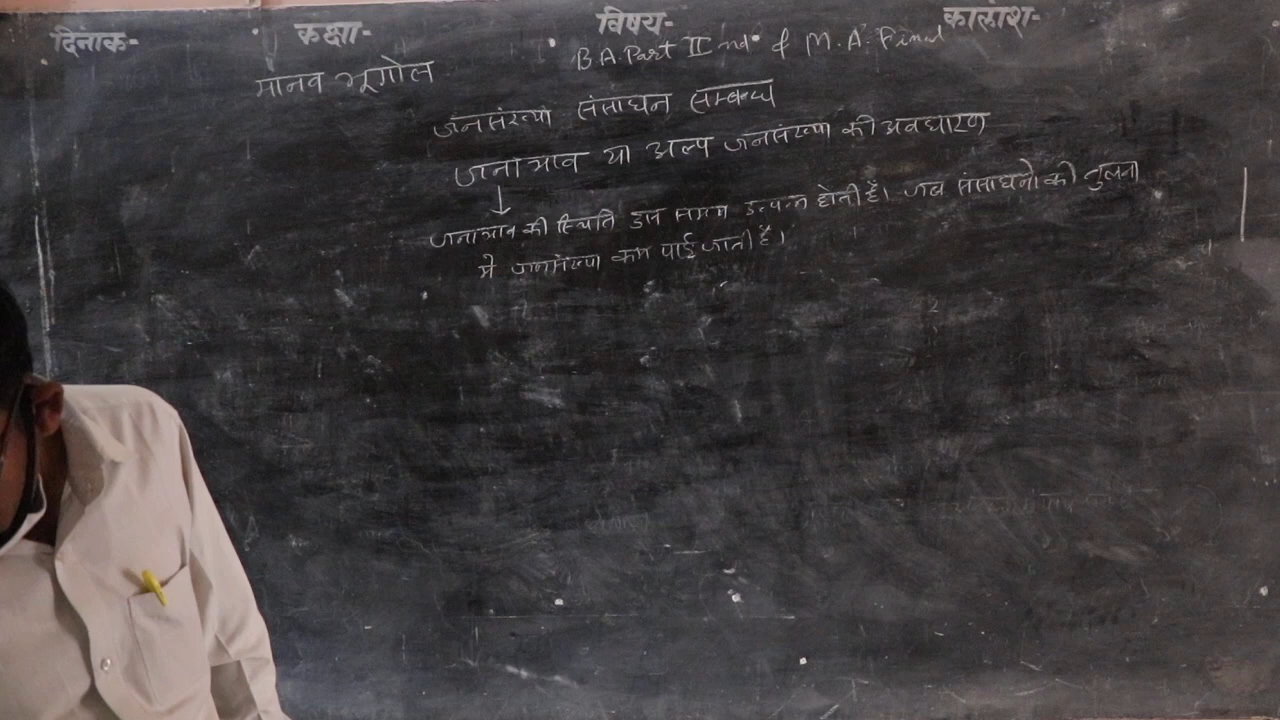 दिनाक- कक्षा- विषय- कालांश-
B.A. Part II nd & M.A. Final
मानव भूगोल
जनसंख्या संसाधन सम्बन्ध
जनाभाव या अल्प जनसंख्या की अवधारण
जनाभाव की स्थिति उस समय उत्पन्न होती है। जब संसाधनो की तुलना
मे जनसंख्या कम पाई जाती है।